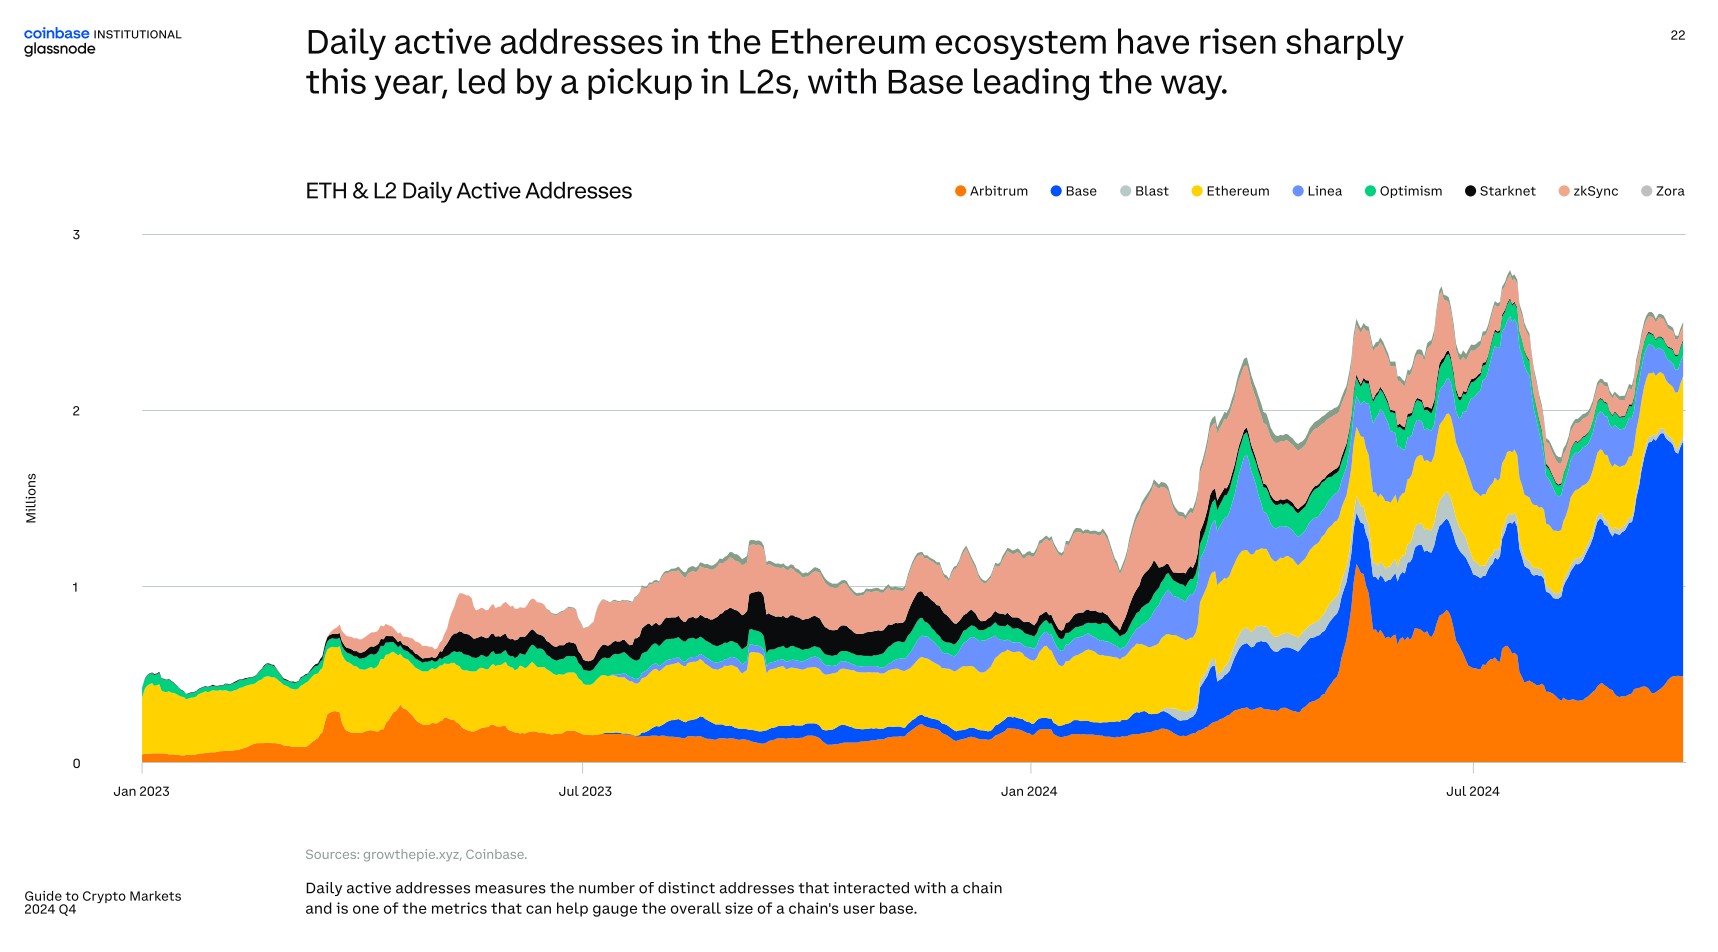 coinbase INSTITUTIONAL
glassnode
Daily active addresses in the Ethereum ecosystem have risen sharply
this year, led by a pickup in L2s, with Base leading the way.
22
ETH & L2 Daily Active Addresses
Arbitrum Base Blast Ethereum Linea Optimism Starknet zkSync Zora
3
2
Millions
1
0
Jan 2023 Jul 2023 Jan 2024 Jul 2024
Sources: growthepie.xyz, Coinbase.
Daily active addresses measures the number of distinct addresses that interacted with a chain
and is one of the metrics that can help gauge the overall size of a chain's user base.
Guide to Crypto Markets
2024 Q4